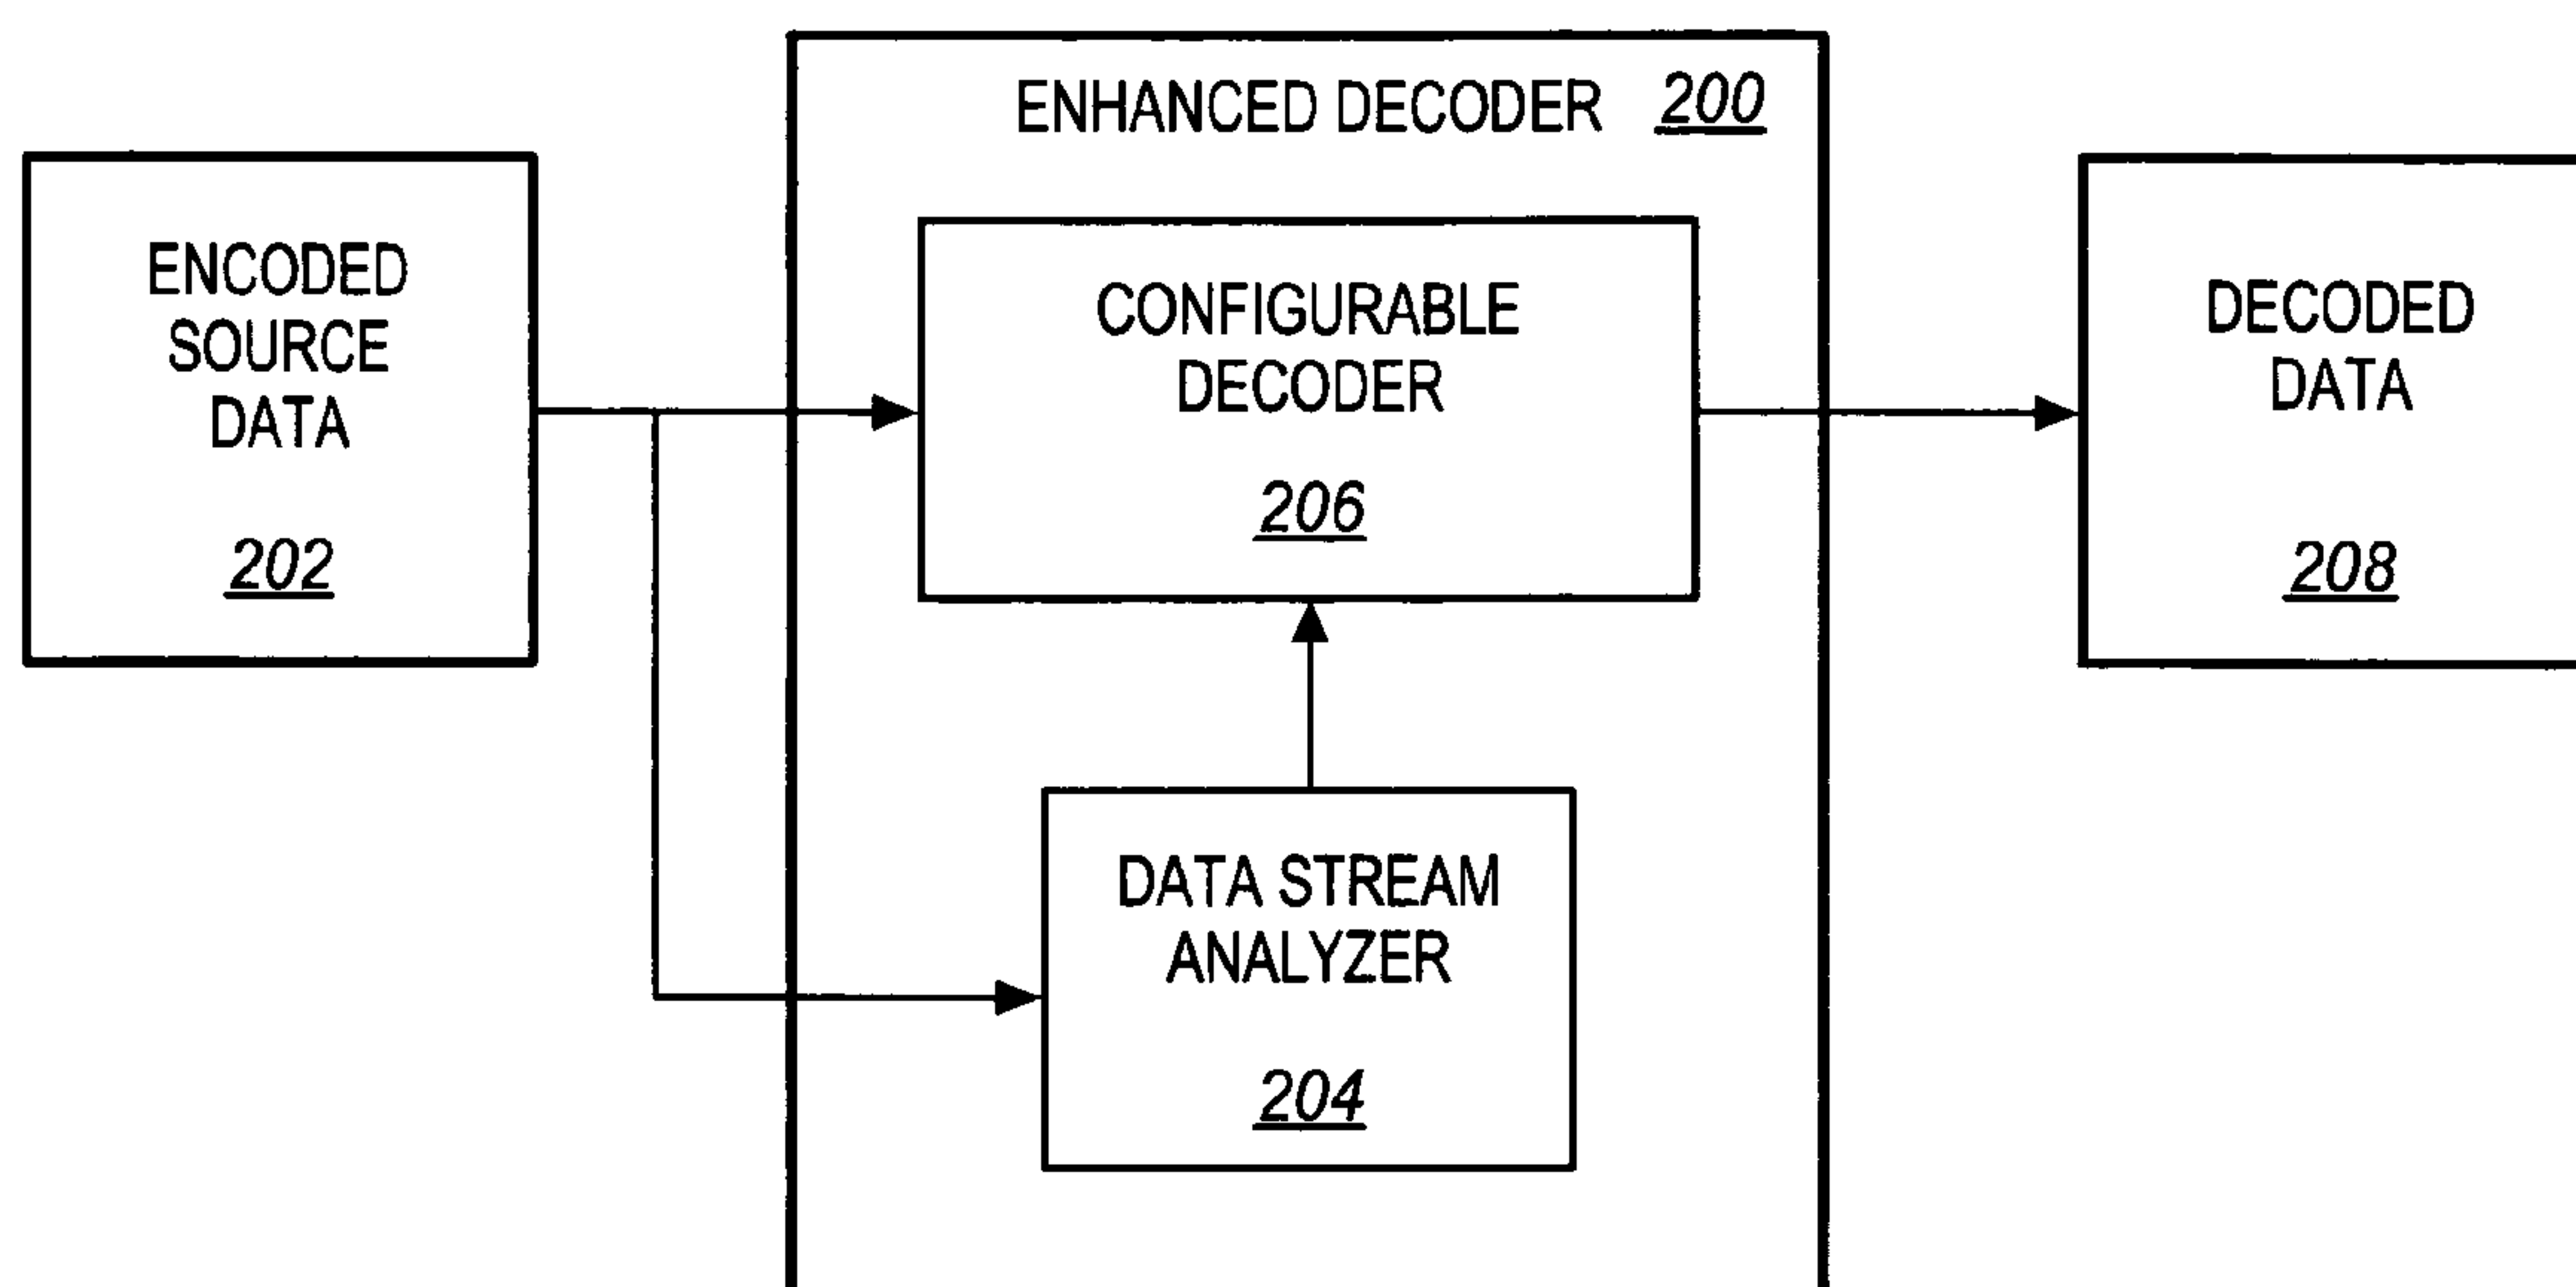 ENHANCED DECODER 200
ENCODED
SOURCE
DATA
202
CONFIGURABLE
DECODER
206
DECODED
DATA
208
DATA STREAM
ANALYZER
204